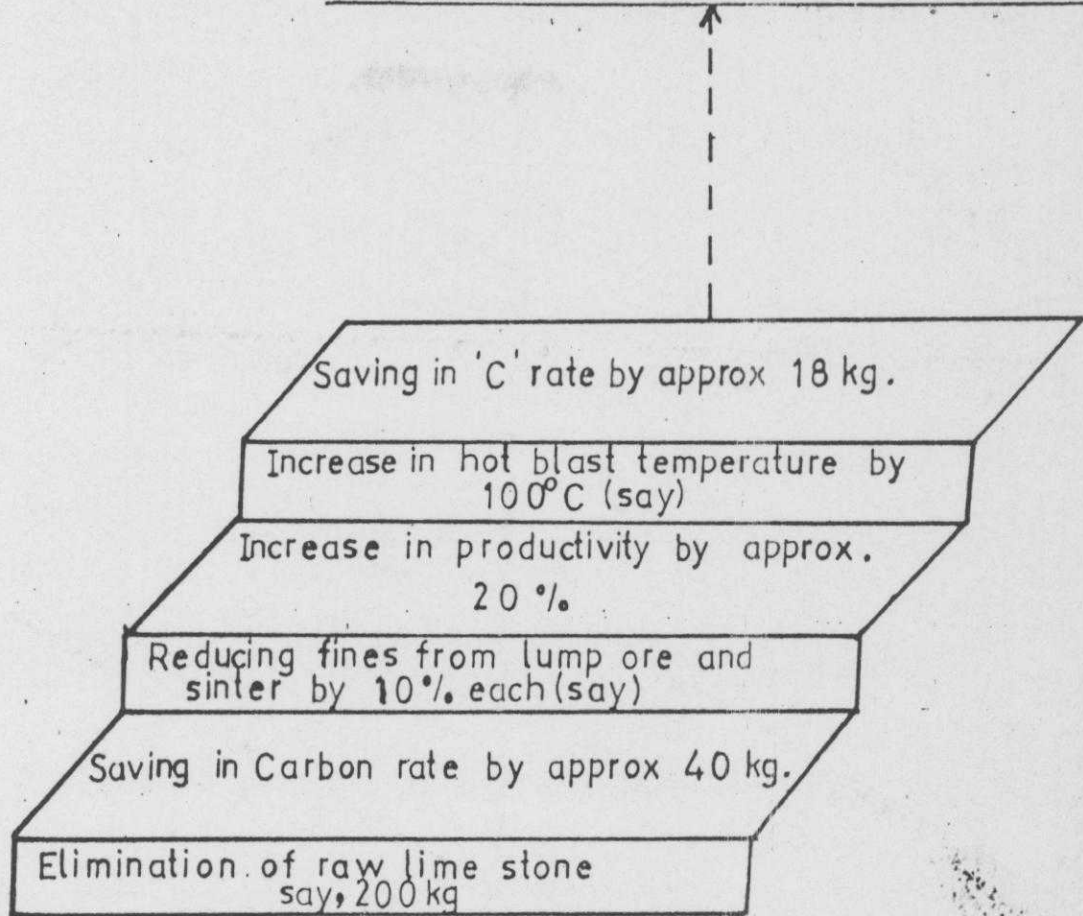 Saving in 'C' rate by approx 18 kg.
Increase in hot blast temperature by
100°C (say)
Increase in productivity by approx.
20 %
Reducing fines from lump ore and
sinter by 10% each (say)
Saving in Carbon rate by approx 40 kg.
Elimination of raw lime stone
say, 200 kg